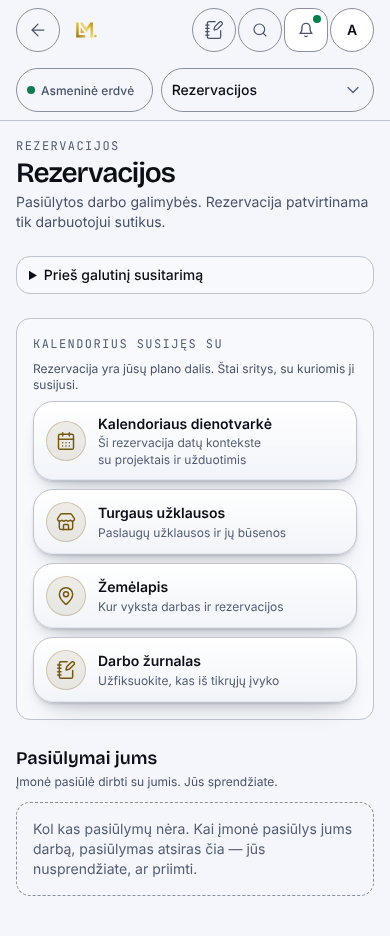 LM.
A
Asmeninė erdvė
Rezervacijos
REZERVACIJOS
Rezervacijos
Pasiūlytos darbo galimybės. Rezervacija patvirtinama
tik darbuotojui sutikus.
Prieš galutinį susitarimą
KALENDORIUS SUSIJĘS SU
Rezervacija yra jūsų plano dalis. Štai sritys, su kuriomis ji
susijusi.
Kalendoriaus dienotvarkė
Ši rezervacija datų kontekste
su projektais ir užduotimis
Turgaus užklausos
Paslaugų užklausos ir jų būsenos
Žemėlapis
Kur vyksta darbas ir rezervacijos
Darbo žurnalas
Užfiksuokite, kas iš tikrųjų įvyko
Pasiūlymai jums
Įmonė pasiūlė dirbti su jumis. Jūs sprendžiate.
Kol kas pasiūlymų nėra. Kai įmonė pasiūlys jums
darbą, pasiūlymas atsiras čia — jūs
nusprendžiate, ar priimti.